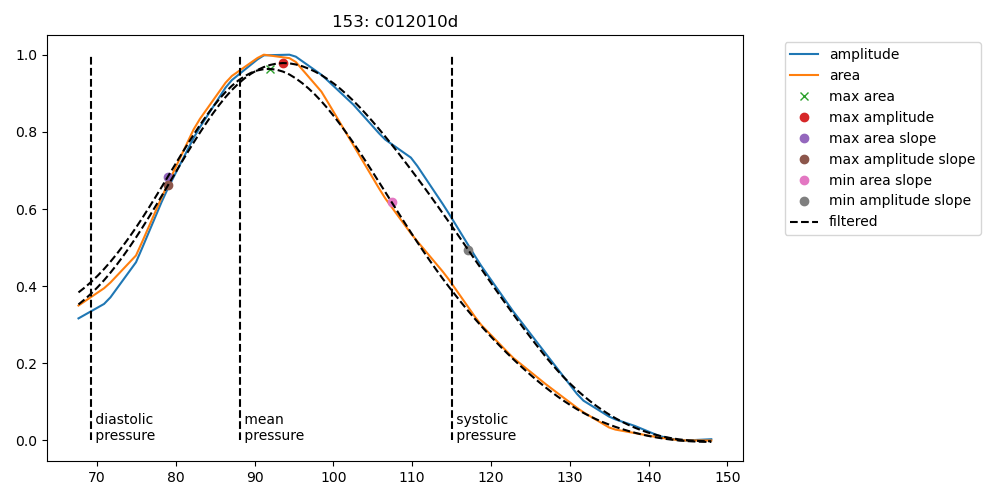 153: c012010d
1.0
0.8
0.6
0.4
0.2
0.0
diastolic
pressure
mean
pressure
systolic
pressure
70 80 90 100 110 120 130 140 150
amplitude
area
max area
max amplitude
max area slope
max amplitude slope
min area slope
min amplitude slope
filtered